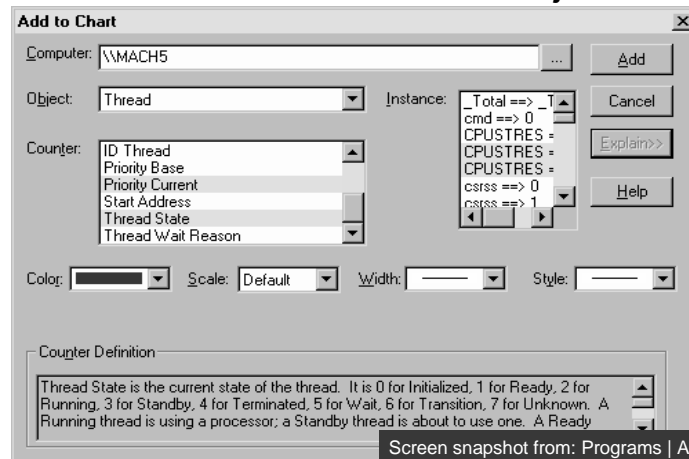 Add to Chart
Computer: \\MACH5 ... Add
Object: Thread Instance: _Total ==> _T Cancel
cmd ==> 0
Counter: ID Thread CPUSTRES = Explain>>
Priority Base CPUSTRES =
Priority Current CPUSTRES =
Start Address csrss ==> 0 Help
Thread State csrss ==> 1
Thread Wait Reason
Color: Scale: Default Width: Style:
Counter Definition
Thread State is the current state of the thread. It is 0 for Initialized, 1 for Ready, 2 for
Running, 3 for Standby, 4 for Terminated, 5 for Wait, 6 for Transition, 7 for Unknown. A
Running thread is using a processor; a Standby thread is about to use one. A Ready
Screen snapshot from: Programs | A